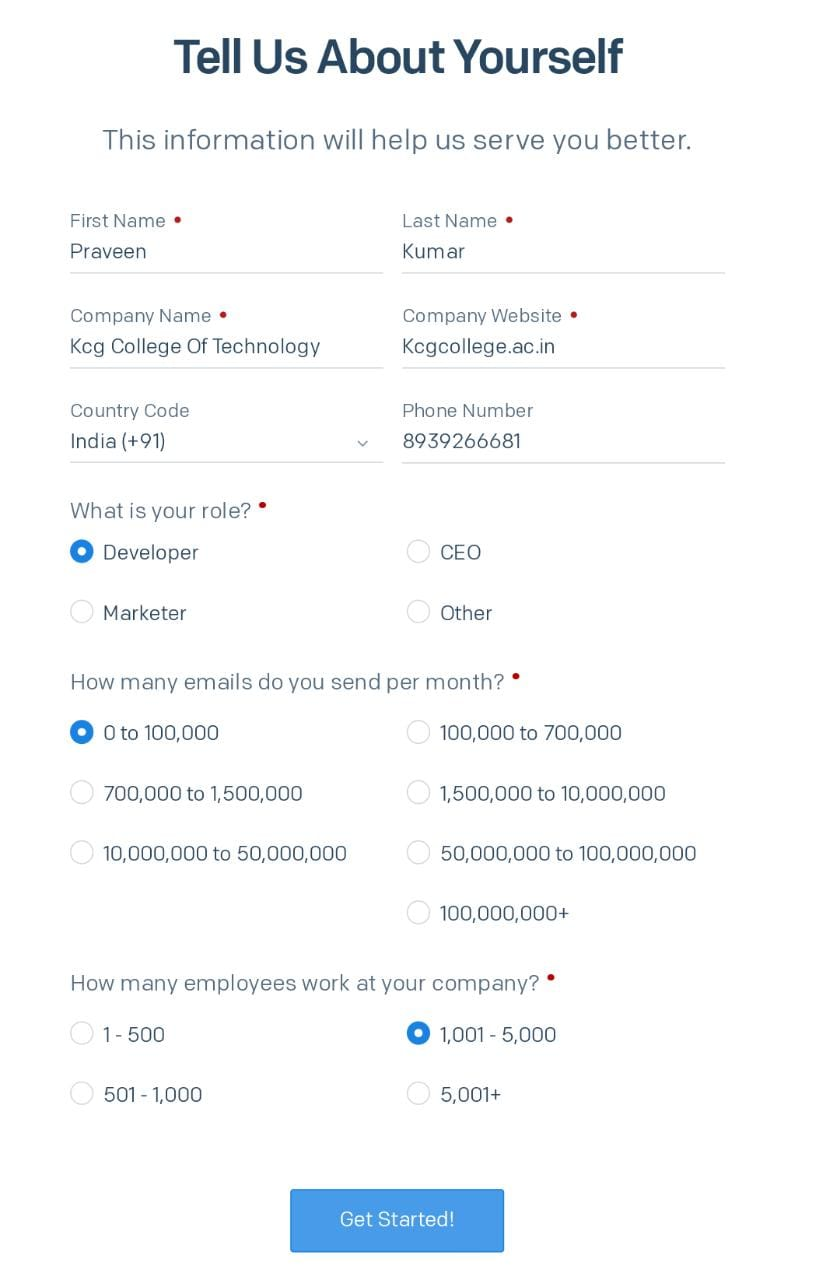 Tell Us About Yourself
This information will help us serve you better.
First Name •
Last Name •
Praveen
Kumar
Company Name •
Company Website •
Kcg College Of Technology
Kcgcollege.ac.in
Country Code
Phone Number
India (+91)
8939266681
What is your role? •
Developer
CEO
Marketer
Other
How many emails do you send per month? •
0 to 100,000
100,000 to 700,000
700,000 to 1,500,000
1,500,000 to 10,000,000
10,000,000 to 50,000,000
50,000,000 to 100,000,000
100,000,000+
How many employees work at your company? •
1 - 500
1,001 - 5,000
501 - 1,000
5,001+
Get Started!